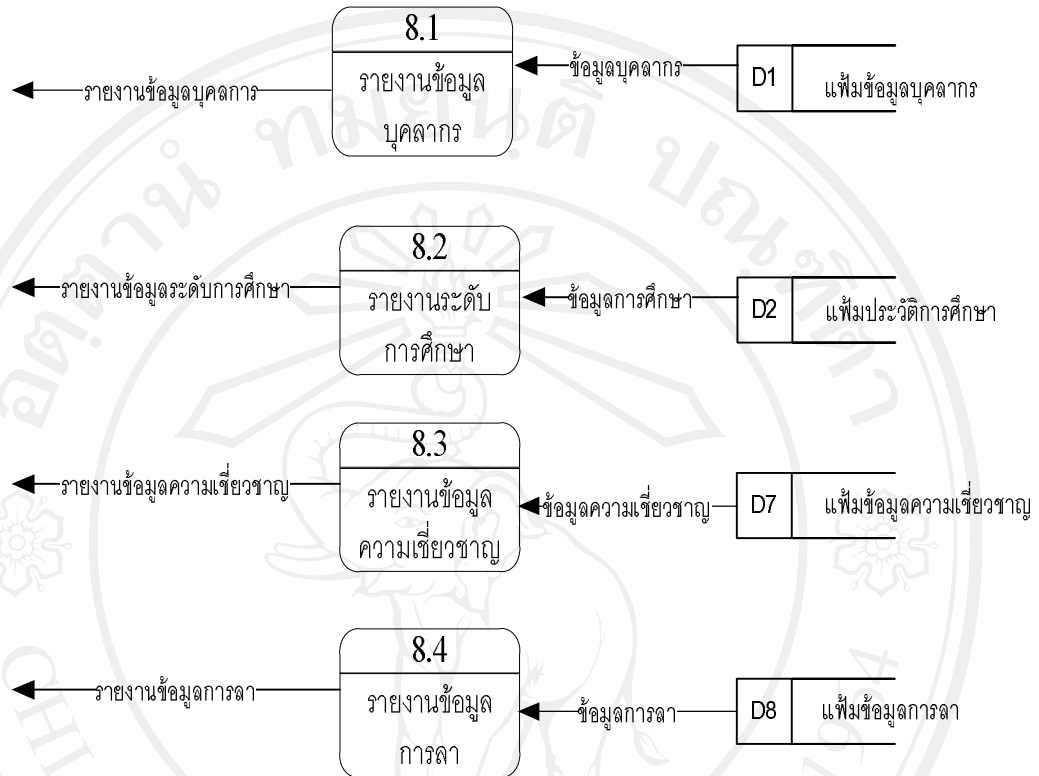 8.1
รายงานข้อมูลบุคลการ
รายงานข้อมูล
บุคลากร
ข้อมูลบุคลากร
D1
แฟ้มข้อมูลบุคลากร
8.2
รายงานข้อมูลระดับการศึกษา
รายงานระดับ
การศึกษา
ข้อมูลการศึกษา
D2
แฟ้มประวัติการศึกษา
8.3
รายงานข้อมูลความเชี่ยวชาญ
รายงานข้อมูล
ความเชี่ยวชาญ
ข้อมูลความเชี่ยวชาญ
D7
แฟ้มข้อมูลความเชี่ยวชาญ
8.4
รายงานข้อมูลการลา
รายงานข้อมูล
การลา
ข้อมูลการลา
D8
แฟ้มข้อมูลการลา